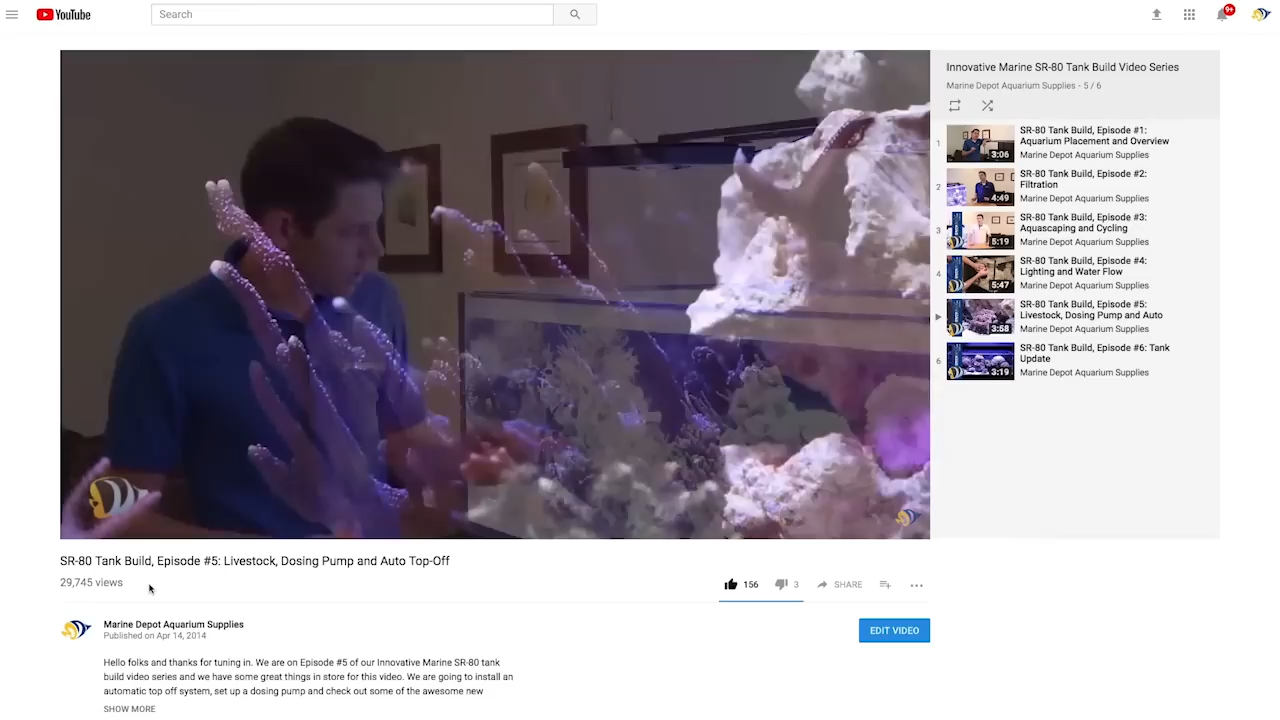 YouTube
Search
9+
Innovative Marine SR-80 Tank Build Video Series
Marine Depot Aquarium Supplies - 5 / 6
1
3:06
SR-80 Tank Build, Episode #1:
Aquarium Placement and Overview
Marine Depot Aquarium Supplies
2
4:49
SR-80 Tank Build, Episode #2:
Filtration
Marine Depot Aquarium Supplies
3
5:19
SR-80 Tank Build, Episode #3:
Aquascaping and Cycling
Marine Depot Aquarium Supplies
4
5:47
SR-80 Tank Build, Episode #4:
Lighting and Water Flow
Marine Depot Aquarium Supplies
3:58
SR-80 Tank Build, Episode #5:
Livestock, Dosing Pump and Auto
Marine Depot Aquarium Supplies
6
3:19
SR-80 Tank Build, Episode #6: Tank
Update
Marine Depot Aquarium Supplies
SR-80 Tank Build, Episode #5: Livestock, Dosing Pump and Auto Top-Off
29,745 views
156
3
SHARE
Marine Depot Aquarium Supplies
Published on Apr 14, 2014
EDIT VIDEO
Hello folks and thanks for tuning in. We are on Episode #5 of our Innovative Marine SR-80 tank
build video series and we have some great things in store for this video. We are going to install an
automatic top off system, set up a dosing pump and check out some of the awesome new
SHOW MORE